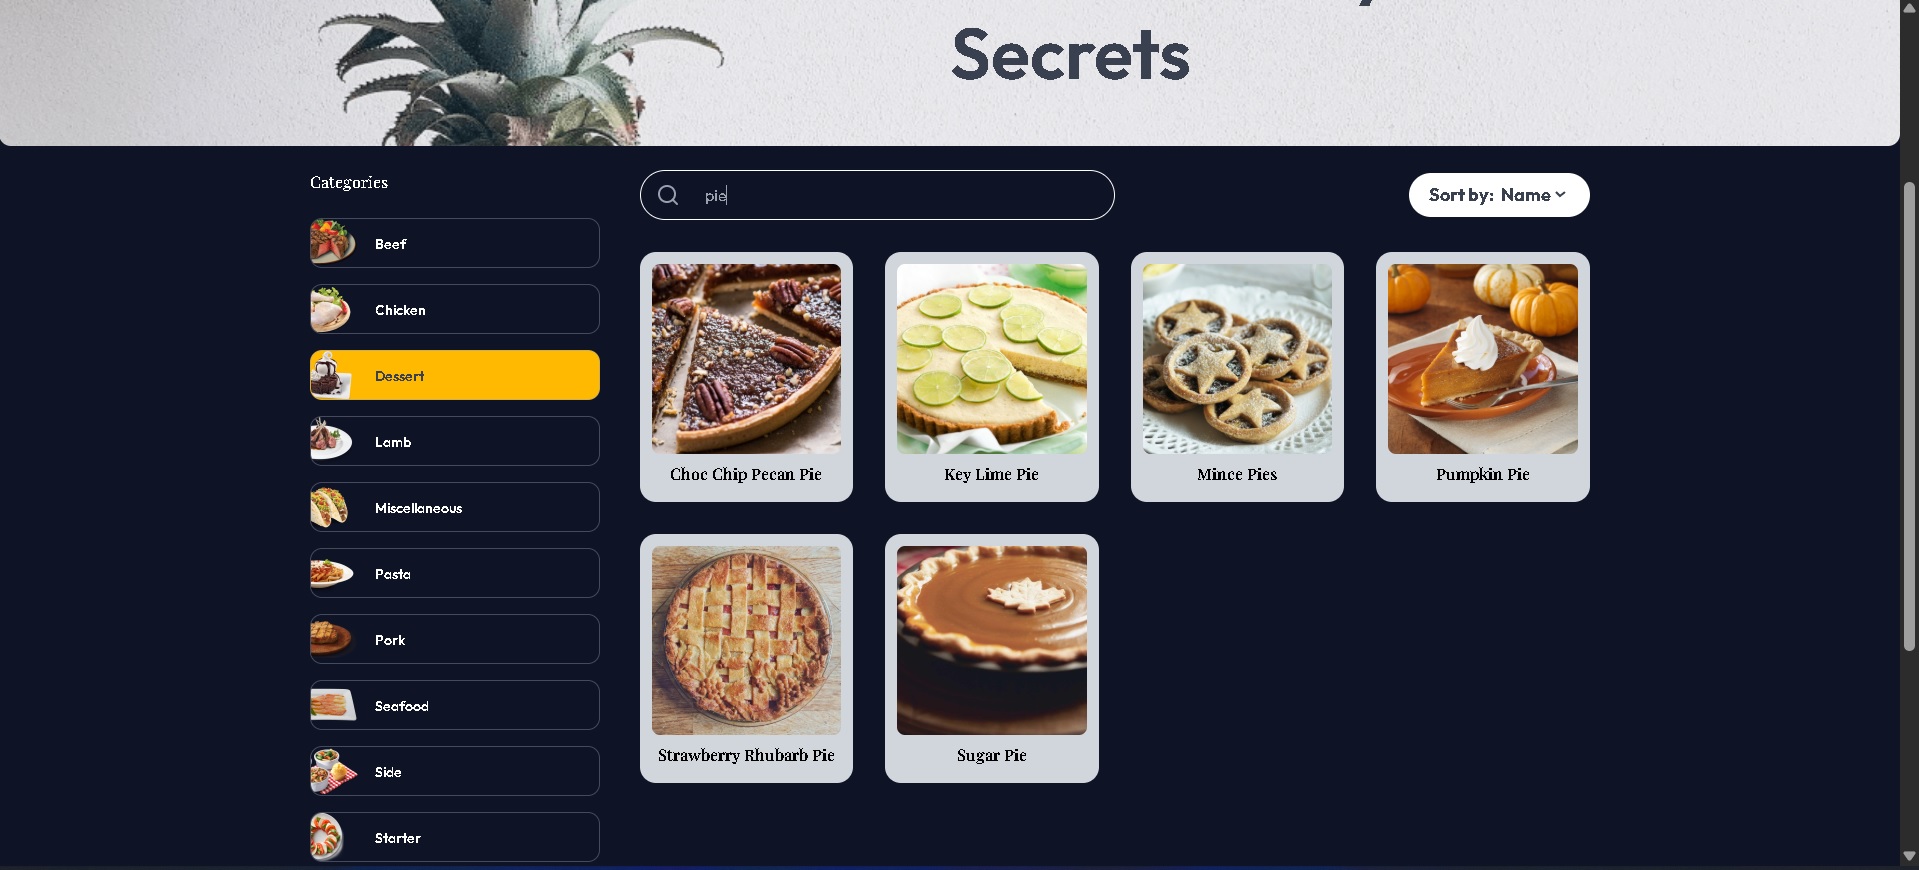 Secrets
Categories
pie
Sort by: Name
Beef
Chicken
Dessert
Lamb
Miscellaneous
Pasta
Pork
Seafood
Side
Starter
Choc Chip Pecan Pie
Key Lime Pie
Mince Pies
Pumpkin Pie
Strawberry Rhubarb Pie
Sugar Pie